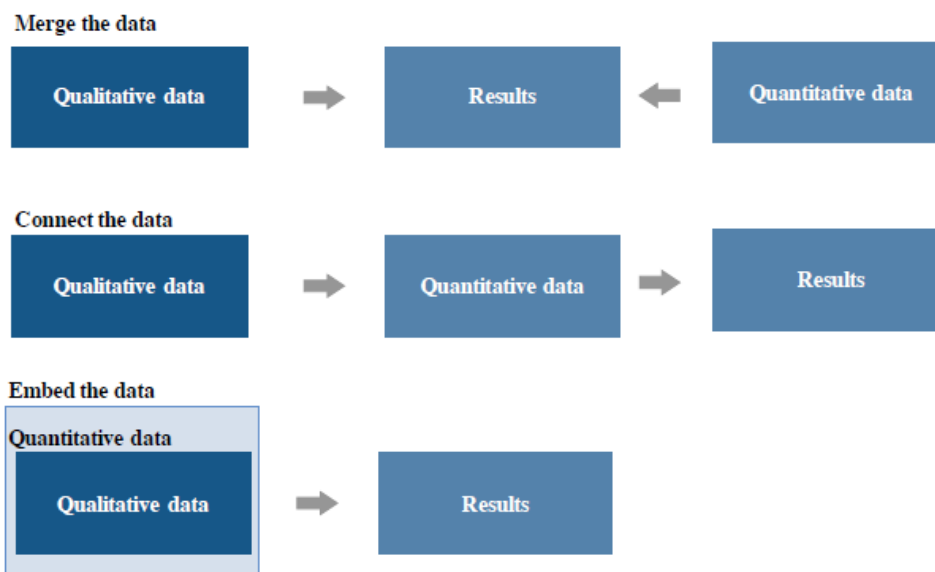 Merge the data
Qualitative data
Results
Quantitative data
Connect the data
Qualitative data
Quantitative data
Results
Embed the data
Quantitative data
Qualitative data
Results